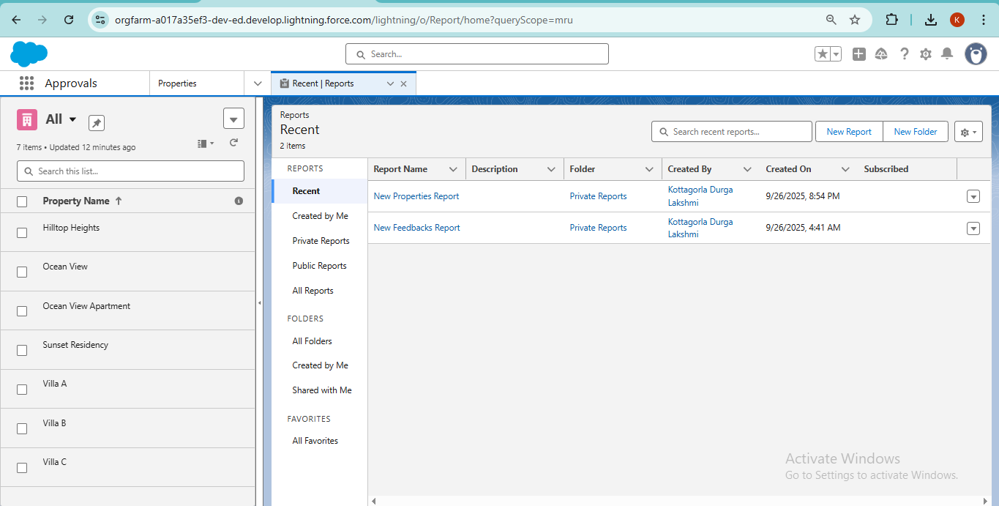 orgfarm-a017a35ef3-dev-ed.develop.lightning.force.com/lightning/o/Report/home?queryScope=mru
K
Search...
Approvals
Properties
Recent | Reports
All
7 items • Updated 12 minutes ago
Search this list...
Property Name
Hilltop Heights
Ocean View
Ocean View Apartment
Sunset Residency
Villa A
Villa B
Villa C
Reports
Recent
2 items
Search recent reports...
New Report
New Folder
REPORTS
Recent
Created by Me
Private Reports
Public Reports
All Reports
FOLDERS
All Folders
Created by Me
Shared with Me
FAVORITES
All Favorites
Report Name Description Folder Created By Created On Subscribed
New Properties Report Private Reports Kottagorla Durga Lakshmi 9/26/2025, 8:54 PM
New Feedbacks Report Private Reports Kottagorla Durga Lakshmi 9/26/2025, 4:41 AM
Activate Windows
Go to Settings to activate Windows.